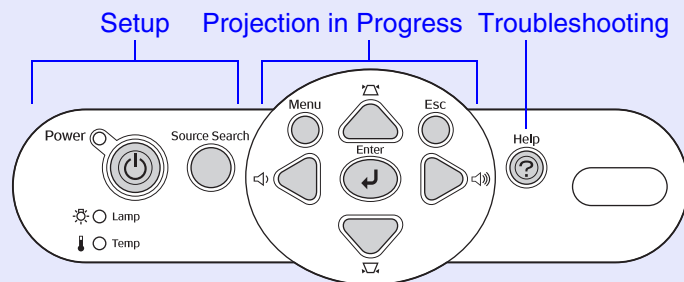 Setup
Projection in Progress
Troubleshooting
Menu
Esc
Power
Source Search
Enter
Help
?
Lamp
Temp